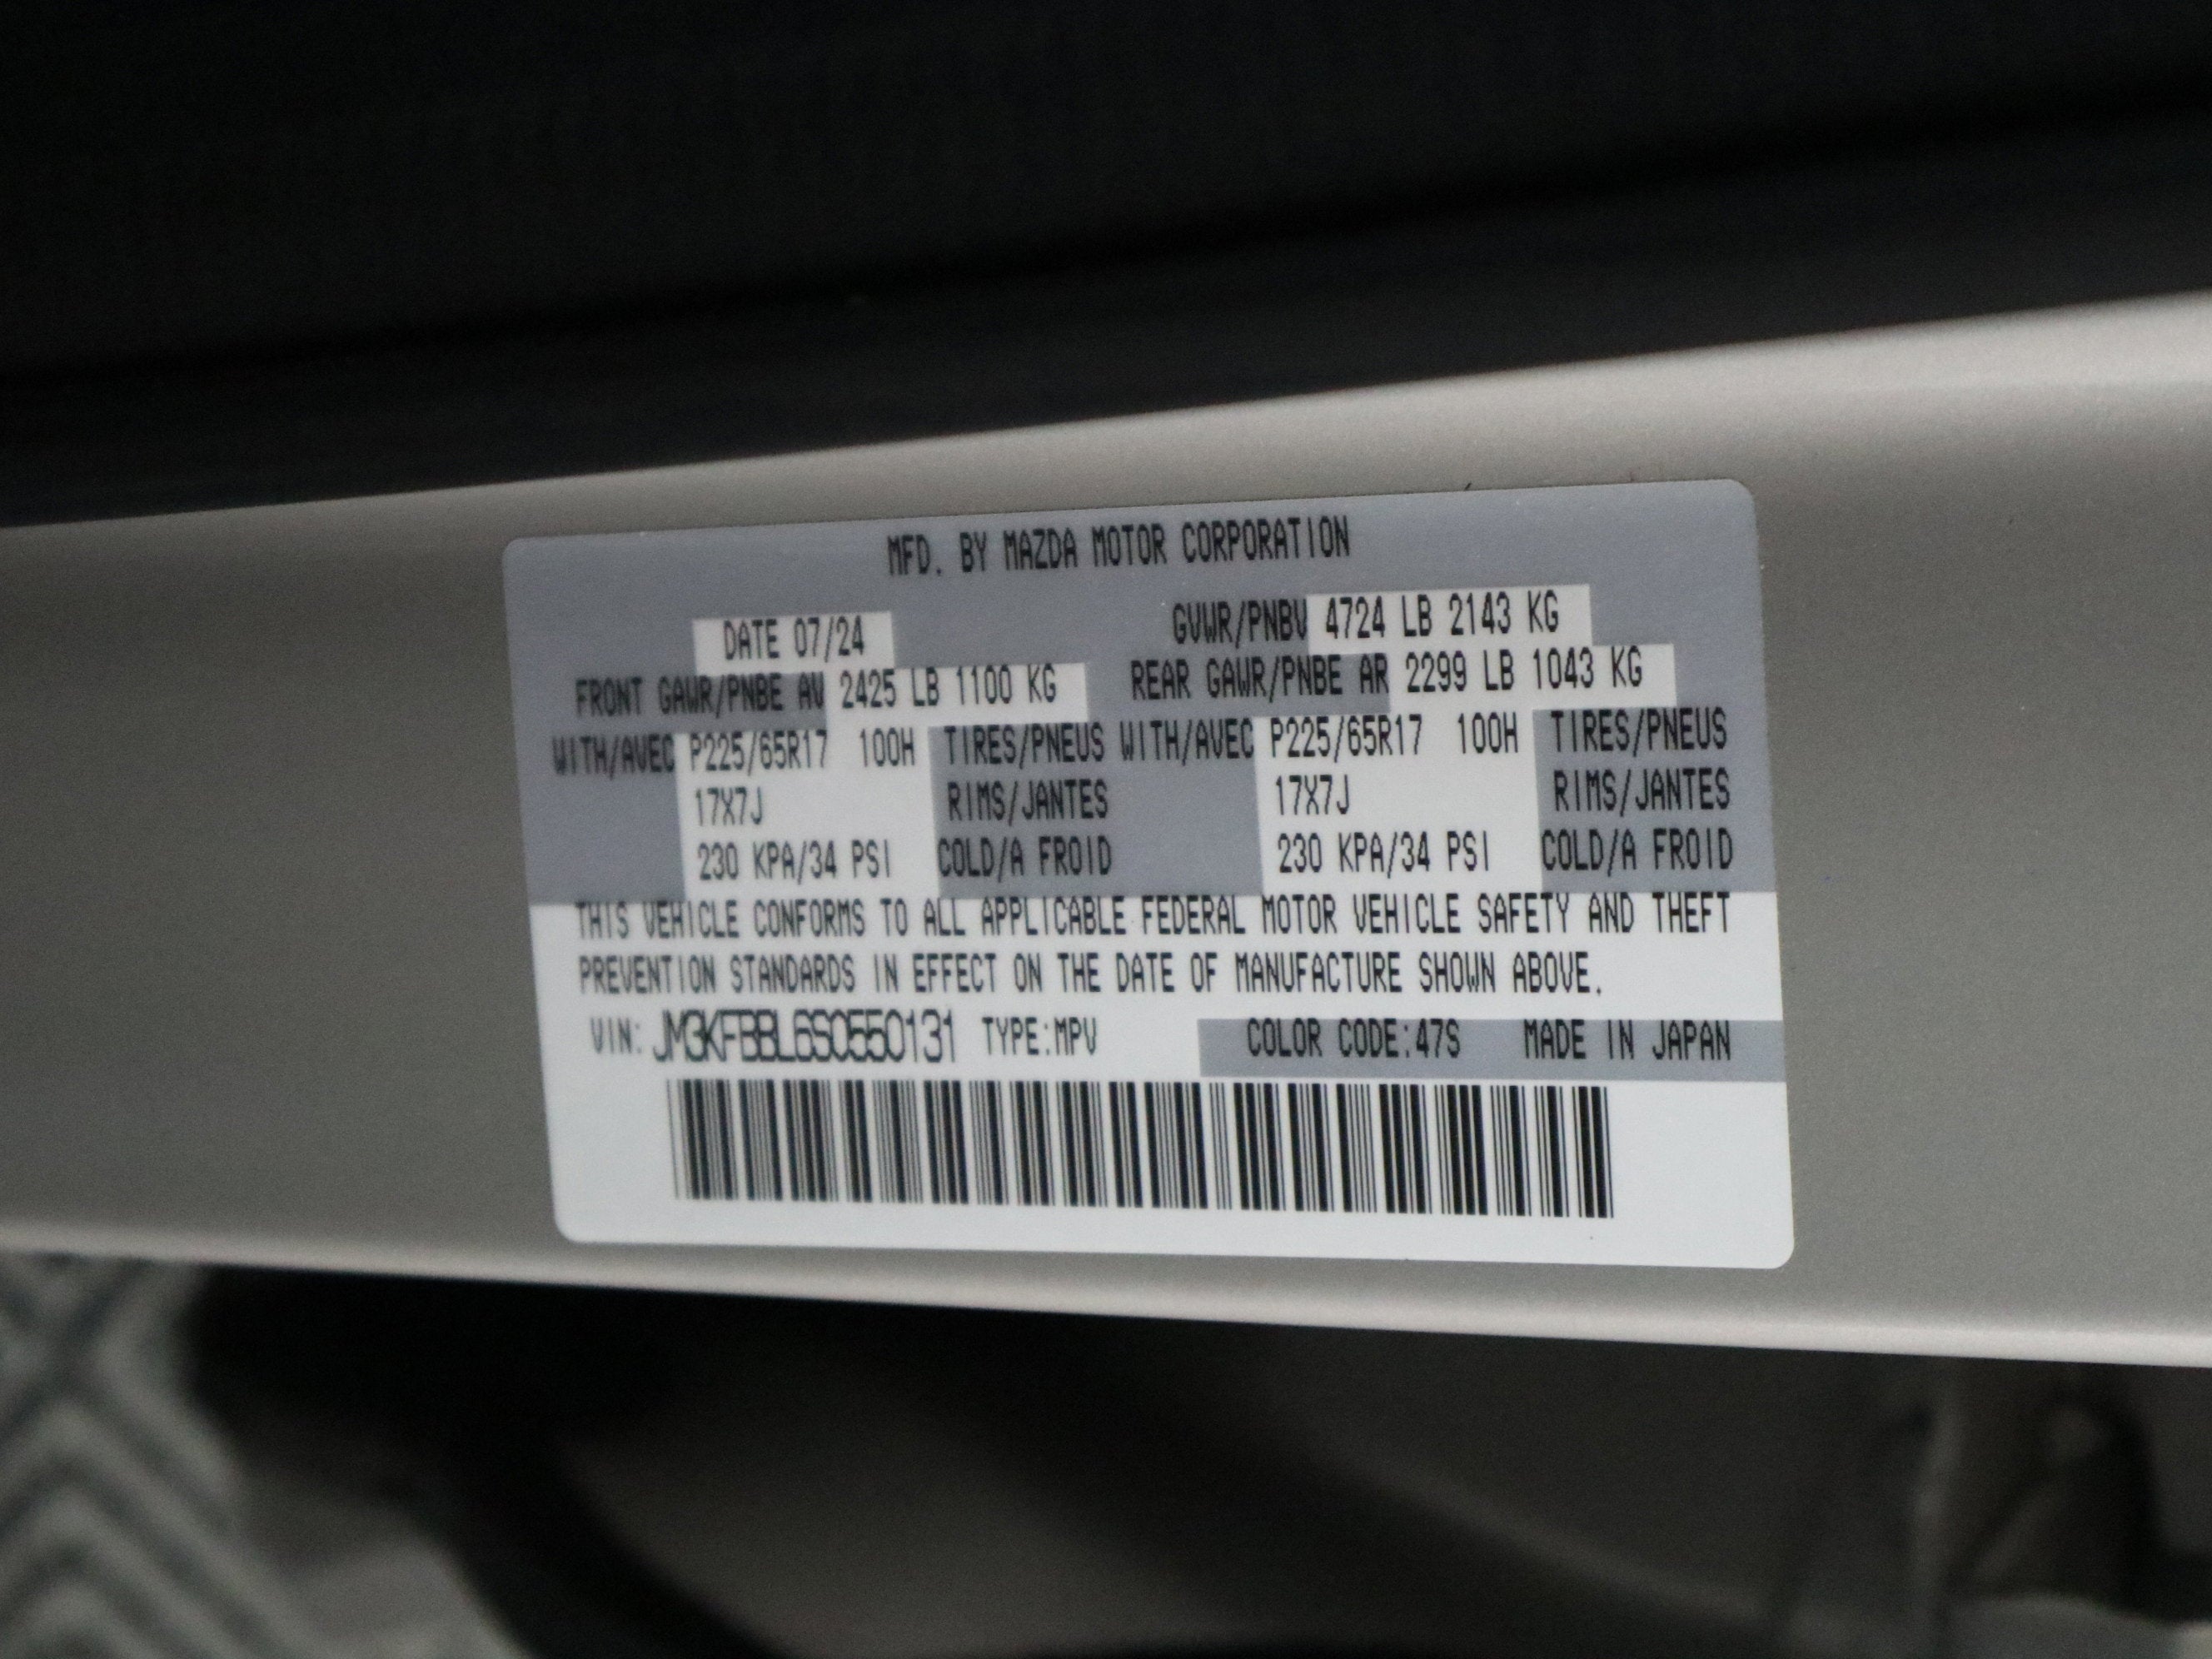 MFD. BY MAZDA MOTOR CORPORATION
DATE 07/24 GVWR/PNBV 4724 LB 2143 KG
FRONT GAWR/PNBE AV 2425 LB 1100 KG REAR GAWR/PNBE AR 2299 LB 1043 KG
WITH/AVEC P225/65R17 100H TIRES/PNEUS WITH/AVEC P225/65R17 100H TIRES/PNEUS
17X7J RIMS/JANTES 17X7J RIMS/JANTES
230 KPA/34 PSI COLD/A FROID 230 KPA/34 PSI COLD/A FROID
THIS VEHICLE CONFORMS TO ALL APPLICABLE FEDERAL MOTOR VEHICLE SAFETY AND THEFT
PREVENTION STANDARDS IN EFFECT ON THE DATE OF MANUFACTURE SHOWN ABOVE.
VIN: JM3KFBBL6S0550131 TYPE:MPV COLOR CODE:47S MADE IN JAPAN